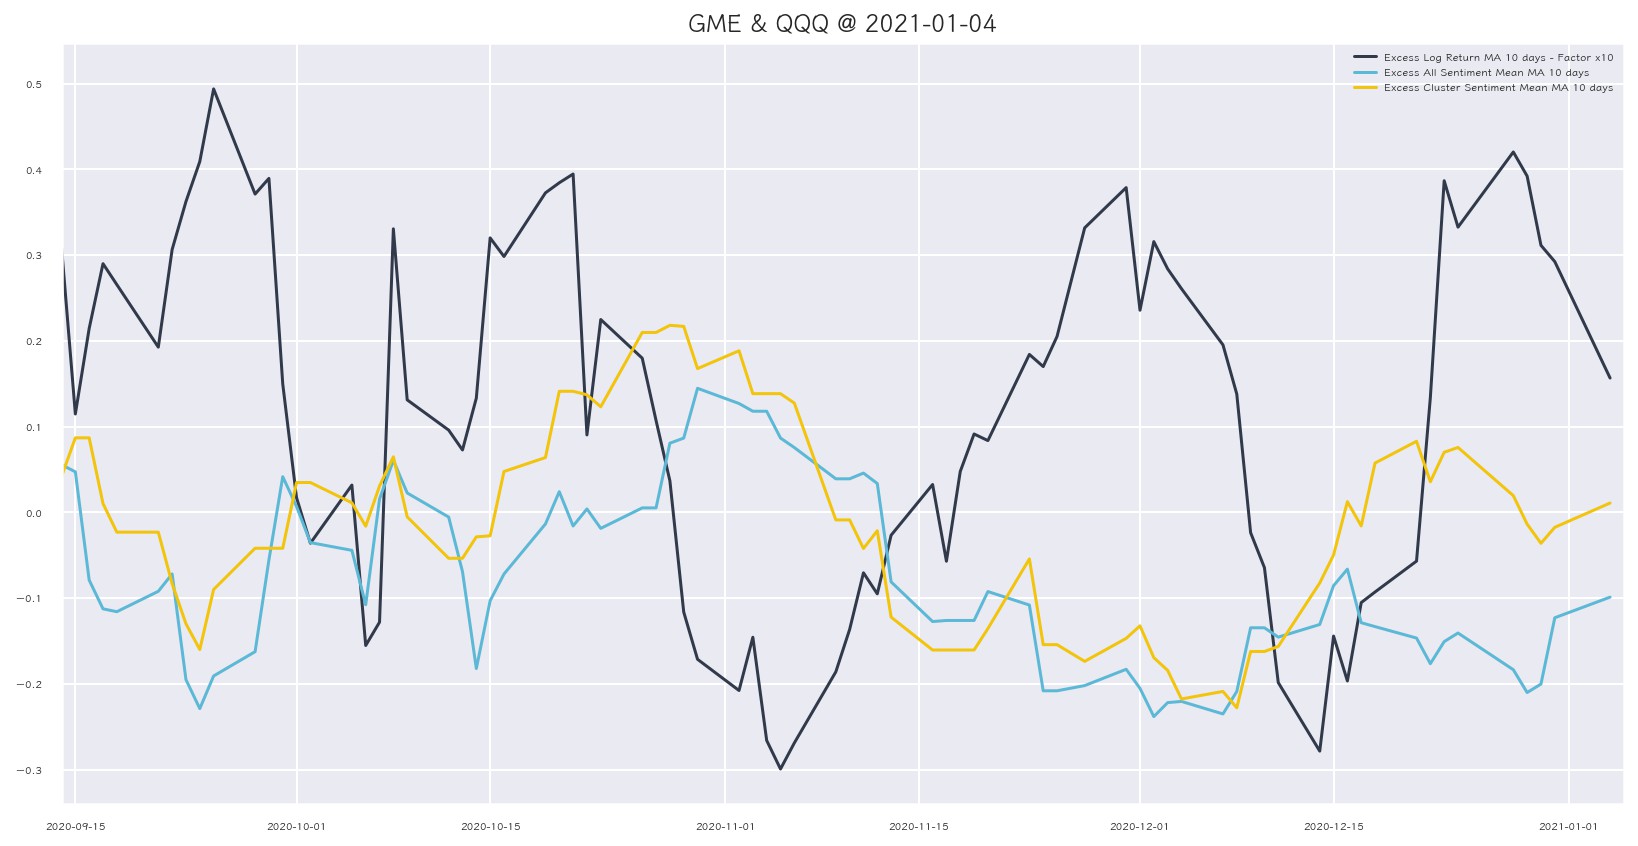 GME & QQQ @ 2021-01-04
Excess Log Return MA 10 days - Factor x10
Excess All Sentiment Mean MA 10 days
Excess Cluster Sentiment Mean MA 10 days
0.5
0.4
0.3
0.2
0.1
0.0
−0.1
−0.2
−0.3
2020-09-15 2020-10-01 2020-10-15 2020-11-01 2020-11-15 2020-12-01 2020-12-15 2021-01-01